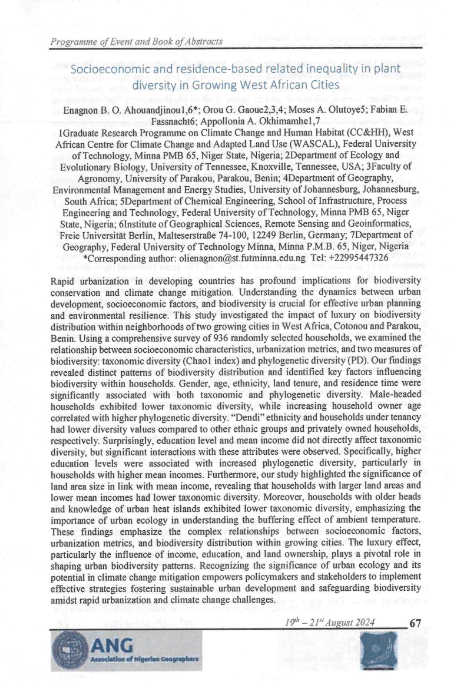 Programme of Event and Book of Abstracts
Socioeconomic and residence-based related inequality in plant
diversity in Growing West African Cities
Enagnon B. O. Ahouandjinou1,6*; Orou G. Gaoue2,3,4; Moses A. Olutoye5; Fabian E.
Fassnacht6; Appollonia A. Okhimamhe1,7
1Graduate Research Programme on Climate Change and Human Habitat (CC&HH), West
African Centre for Climate Change and Adapted Land Use (WASCAL), Federal University
of Technology, Minna PMB 65, Niger State, Nigeria; 2Department of Ecology and
Evolutionary Biology, University of Tennessee, Knoxville, Tennessee, USA; 3Faculty of
Agronomy, University of Parakou, Parakou, Benin; 4Department of Geography,
Environmental Management and Energy Studies, University of Johannesburg, Johannesburg,
South Africa; 5Department of Chemical Engineering, School of Infrastructure, Process
Engineering and Technology, Federal University of Technology, Minna PMB 65, Niger
State, Nigeria; 6Institute of Geographical Sciences, Remote Sensing and Geoinformatics,
Freie Universität Berlin, Malteserstraße 74-100, 12249 Berlin, Germany; 7Department of
Geography, Federal University of Technology Minna, Minna P.M.B. 65, Niger, Nigeria
*Corresponding author: olienagnon@st.futminna.edu.ng Tel: +22995447326
Rapid urbanization in developing countries has profound implications for biodiversity
conservation and climate change mitigation. Understanding the dynamics between urban
development, socioeconomic factors, and biodiversity is crucial for effective urban planning
and environmental resilience. This study investigated the impact of luxury on biodiversity
distribution within neighborhoods of two growing cities in West Africa, Cotonou and Parakou,
Benin. Using a comprehensive survey of 936 randomly selected households, we examined the
relationship between socioeconomic characteristics, urbanization metrics, and two measures of
biodiversity: taxonomic diversity (Chao1 index) and phylogenetic diversity (PD). Our findings
revealed distinct patterns of biodiversity distribution and identified key factors influencing
biodiversity within households. Gender, age, ethnicity, land tenure, and residence time were
significantly associated with both taxonomic and phylogenetic diversity. Male-headed
households exhibited lower taxonomic diversity, while increasing household owner age
correlated with higher phylogenetic diversity. “Dendi” ethnicity and households under tenancy
had lower diversity values compared to other ethnic groups and privately owned households,
respectively. Surprisingly, education level and mean income did not directly affect taxonomic
diversity, but significant interactions with these attributes were observed. Specifically, higher
education levels were associated with increased phylogenetic diversity, particularly in
households with higher mean incomes. Furthermore, our study highlighted the significance of
land area size in link with mean income, revealing that households with larger land areas and
lower mean incomes had lower taxonomic diversity. Moreover, households with older heads
and knowledge of urban heat islands exhibited lower taxonomic diversity, emphasizing the
importance of urban ecology in understanding the buffering effect of ambient temperature.
These findings emphasize the complex relationships between socioeconomic factors,
urbanization metrics, and biodiversity distribution within growing cities. The luxury effect,
particularly the influence of income, education, and land ownership, plays a pivotal role in
shaping urban biodiversity patterns. Recognizing the significance of urban ecology and its
potential in climate change mitigation empowers policymakers and stakeholders to implement
effective strategies fostering sustainable urban development and safeguarding biodiversity
amidst rapid urbanization and climate change challenges.
19th – 21st August 2024 67
ANG
Association of Nigerian Geographers